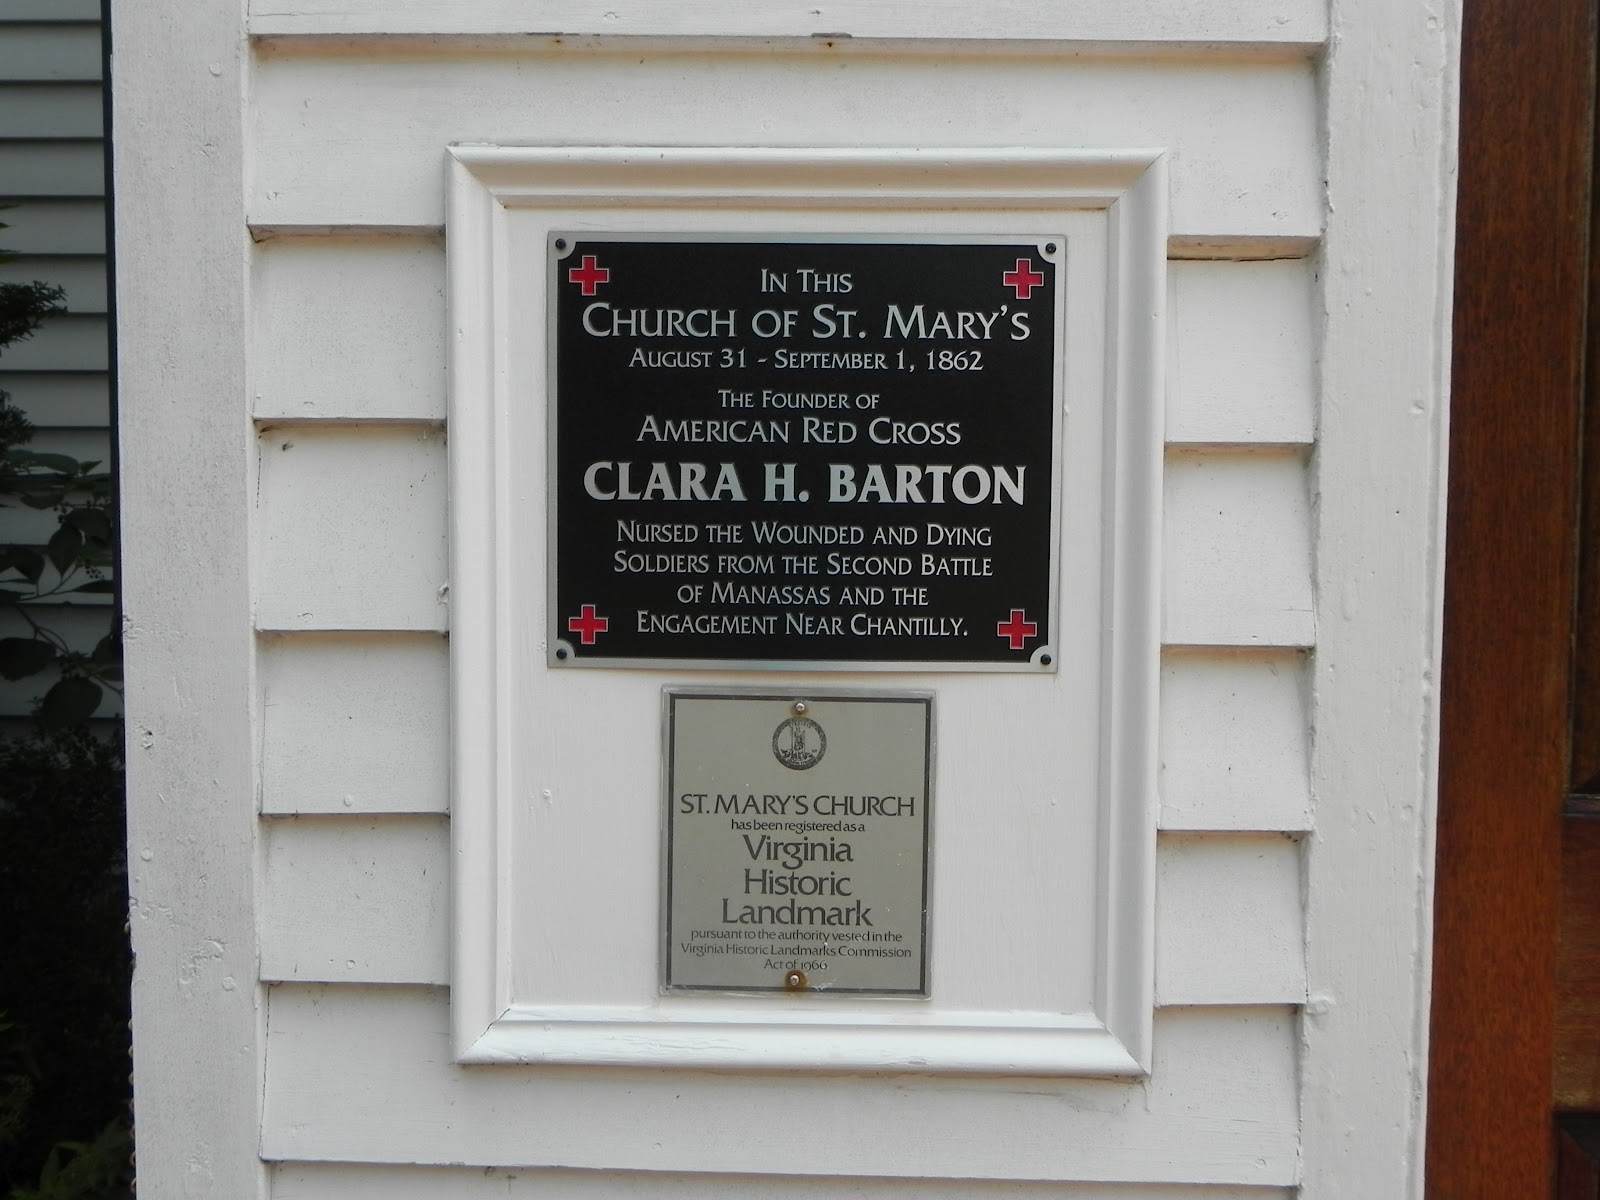 In This
Church of St. Mary's
August 31 - September 1, 1862
The Founder of
American Red Cross
CLARA H. BARTON
Nursed the Wounded and Dying
Soldiers from the Second Battle
of Manassas and the
Engagement Near Chantilly.
ST. MARY'S CHURCH
has been registered as a
Virginia
Historic
Landmark
pursuant to the authority vested in the
Virginia Historic Landmarks Commission
Act of 1966